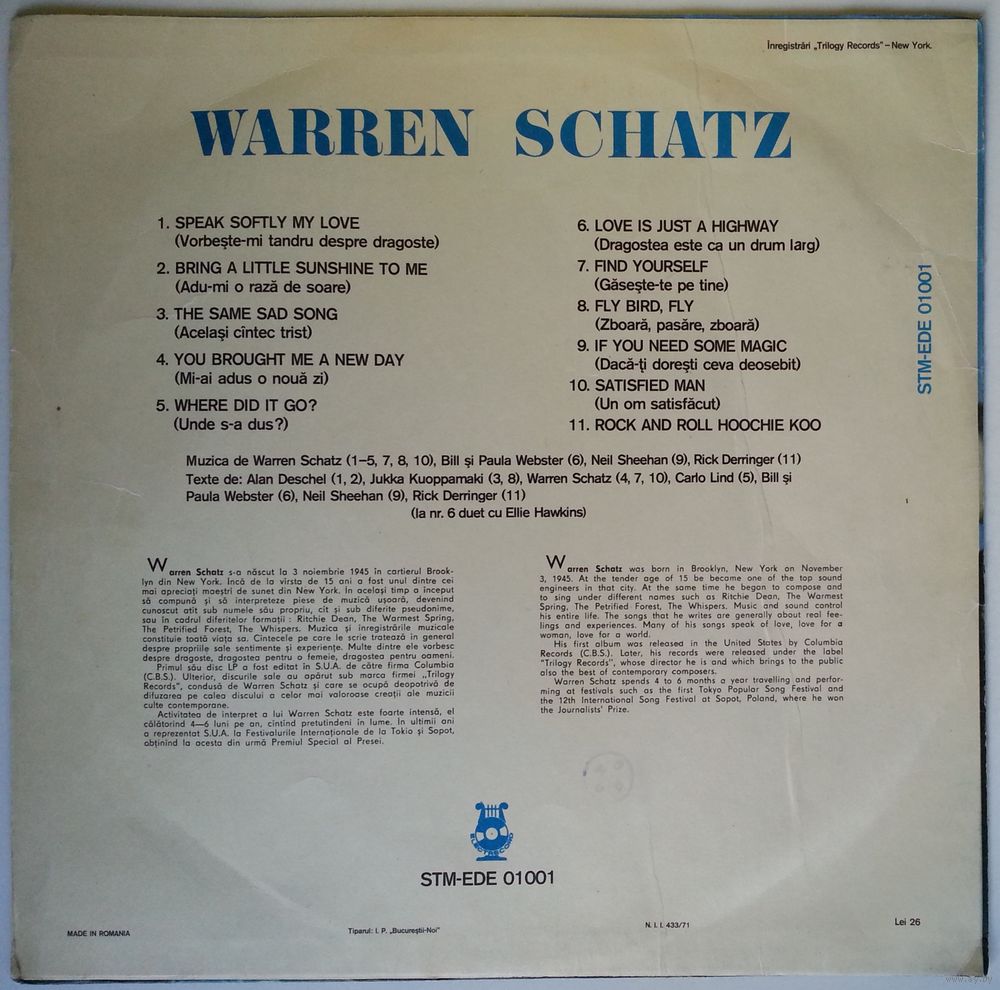 Înregistrări „Trilogy Records" – New York.
WARREN SCHATZ
1. SPEAK SOFTLY MY LOVE
(Vorbește-mi tandru despre dragoste)
2. BRING A LITTLE SUNSHINE TO ME
(Adu-mi o rază de soare)
3. THE SAME SAD SONG
(Același cîntec trist)
4. YOU BROUGHT ME A NEW DAY
(Mi-ai adus o nouă zi)
5. WHERE DID IT GO?
(Unde s-a dus?)
6. LOVE IS JUST A HIGHWAY
(Dragostea este ca un drum larg)
7. FIND YOURSELF
(Găsește-te pe tine)
8. FLY BIRD, FLY
(Zboară, pasăre, zboară)
9. IF YOU NEED SOME MAGIC
(Dacă-ți dorești ceva deosebit)
10. SATISFIED MAN
(Un om satisfăcut)
11. ROCK AND ROLL HOOCHIE KOO
STM-EDE 01001
Muzica de Warren Schatz (1–5, 7, 8, 10), Bill și Paula Webster (6), Neil Sheehan (9), Rick Derringer (11)
Texte de: Alan Deschel (1, 2), Jukka Kuoppamaki (3, 8), Warren Schatz (4, 7, 10), Carlo Lind (5), Bill și
Paula Webster (6), Neil Sheehan (9), Rick Derringer (11)
(la nr. 6 duet cu Ellie Hawkins)
Warren Schatz s-a născut la 3 noiembrie 1945 în cartierul Brook-
lyn din New York. Încă de la vîrsta de 15 ani a fost unul dintre cei
mai apreciați maeștri de sunet din New York. În același timp a început
să compună și să interpreteze piese de muzică ușoară, devenind
cunoscut atît sub numele său propriu, cît și sub diferite pseudonime,
sau în cadrul diferitelor formații : Ritchie Dean, The Warmest Spring,
The Petrified Forest, The Whispers. Muzica și înregistrările muzicale
constituie toată viața sa. Cîntecele pe care le scrie tratează în general
despre propriile sale sentimente și experiențe. Multe dintre ele vorbesc
despre dragoste, dragostea pentru o femeie, dragostea pentru oameni.
Primul său disc LP a fost editat în S.U.A. de către firma Columbia
(C.B.S.). Ulterior, discurile sale au apărut sub marca firmei „Trilogy
Records", condusă de Warren Schatz și care se ocupă deopotrivă de
difuzarea pe calea discului a celor mai valoroase creații ale muzicii
culte contemporane.
Activitatea de interpret a lui Warren Schatz este foarte intensă, el
călătorind 4—6 luni pe an, cîntînd pretutindeni în lume. În ultimii ani
a reprezentat S.U.A. la Festivalurile Internaționale de la Tokio și Sopot,
obținînd la acesta din urmă Premiul Special al Presei.
Warren Schatz was born in Brooklyn, New York on November
3, 1945. At the tender age of 15 be became one of the top sound
engineers in that city. At the same time he began to compose and
to sing under different names such as Ritchie Dean, The Warmest
Spring, The Petrified Forest, The Whispers. Music and sound control
his entire life. The songs that he writes are generally about real fee-
lings and experiences. Many of his songs speak of love, love for a
woman, love for a world.
His first album was released in the United States by Columbia
Records (C.B.S.). Later, his records were released under the label
"Trilogy Records", whose director he is and which brings to the public
also the best of contemporary composers.
Warren Schatz spends 4 to 6 months a year travelling and perfor-
ming at festivals such as the first Tokyo Popular Song Festival and
the 12th International Song Festival at Sopot, Poland, where he won
the Journalists' Prize.
ELECTRECORD
STM-EDE 01001
MADE IN ROMANIA
Tiparul: I. P. „Bucureștii-Noi"
N. I. I. 433/71
Lei 26